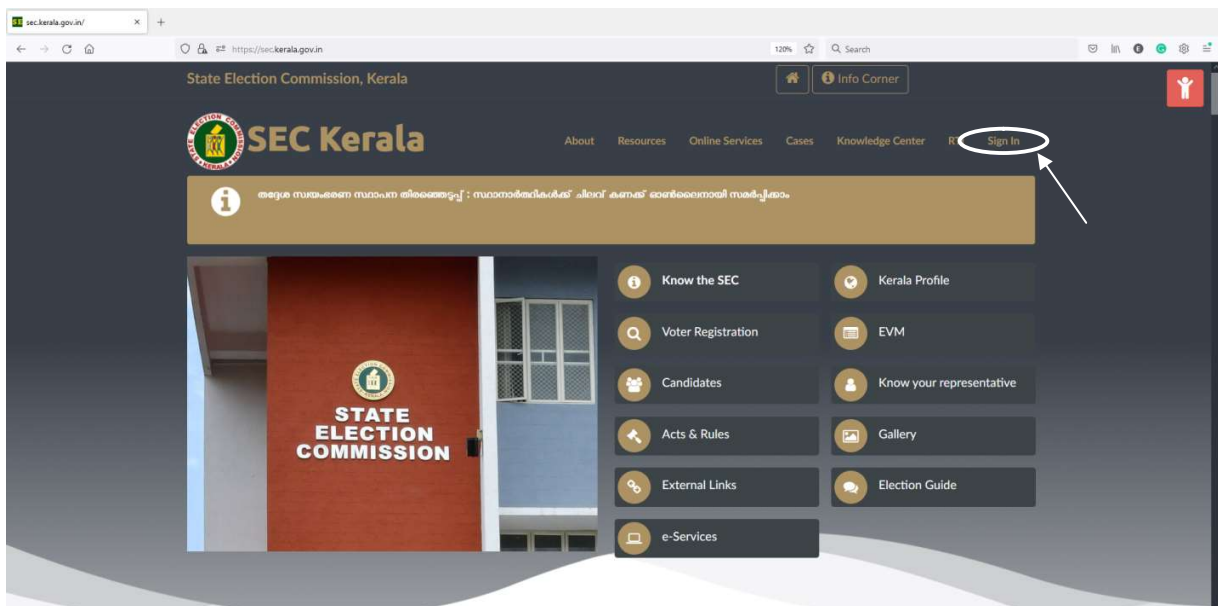 sec.kerala.gov.in/
https://sec.kerala.gov.in
120%
Search
State Election Commission, Kerala
Info Corner
SEC Kerala
About Resources Online Services Cases Knowledge Center Sign In
തദ്ദേശ സ്വയംഭരണ സ്ഥാപന തിരഞ്ഞെടുപ്പ് : സ്ഥാനാർത്ഥികൾക്ക് ചിലവ് കണക്ക് ഓൺലൈനായി സമർപ്പിക്കാം
STATE
ELECTION
COMMISSION
Know the SEC
Kerala Profile
Voter Registration
EVM
Candidates
Know your representative
Acts & Rules
Gallery
External Links
Election Guide
e-Services